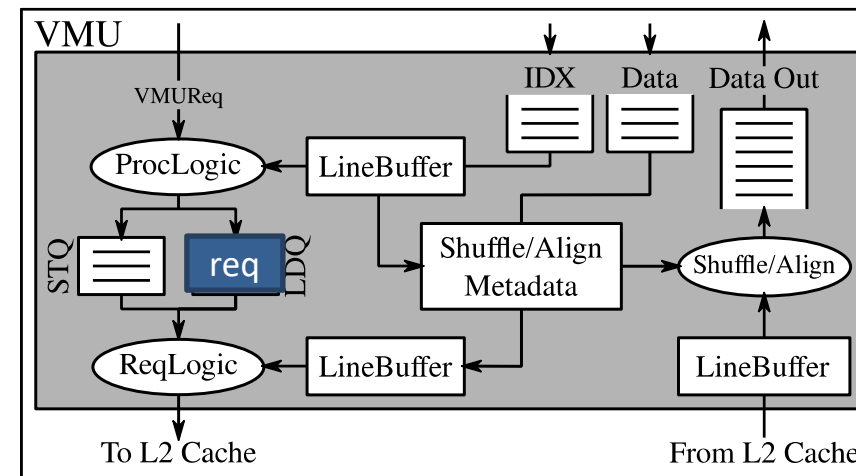 VMU
IDX Data Data Out
VMUReq
ProcLogic
LineBuffer
STQ
req
LDQ
Shuffle/Align
Metadata
Shuffle/Align
ReqLogic
LineBuffer
LineBuffer
To L2 Cache
From L2 Cache